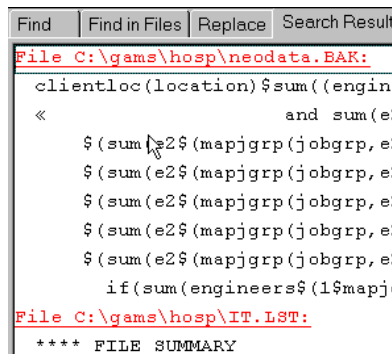 Find Find in Files Replace Search Result
File C:\gams\hosp\neodata.BAK:
clientloc(location)$sum((engin
« and sum(e
$(sum(e2$(mapjgrp(jobgrp,e
$(sum(e2$(mapjgrp(jobgrp,e
$(sum(e2$(mapjgrp(jobgrp,e
$(sum(e2$(mapjgrp(jobgrp,e
$(sum(e2$(mapjgrp(jobgrp,e
if(sum(engineers$(1$mapj
File C:\gams\hosp\IT.LST:
**** FILE SUMMARY